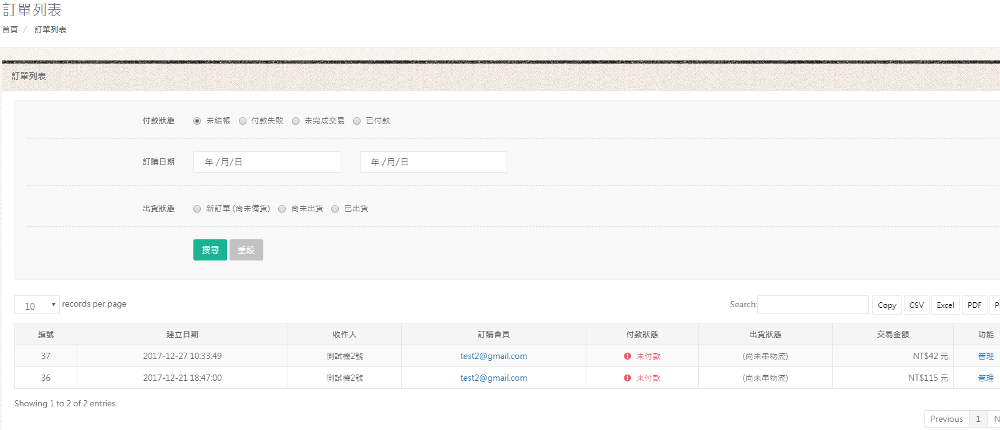 訂單列表
首頁 / 訂單列表
訂單列表
付款狀態 未結帳 付款失敗 未完成交易 已付款
訂購日期 年 /月/日 年 /月/日
出貨狀態 新訂單 (尚未備貨) 尚未出貨 已出貨
搜尋 重設
10 records per page Search: Copy CSV Excel PDF
編號 建立日期 收件人 訂購會員 付款狀態 出貨狀態 交易金額 功能
37 2017-12-27 10:33:49 測試機2號 test2@gmail.com 未付款 (尚未串物流) NT$42 元 管理
36 2017-12-21 18:47:00 測試機2號 test2@gmail.com 未付款 (尚未串物流) NT$115 元 管理
Showing 1 to 2 of 2 entries
Previous 1